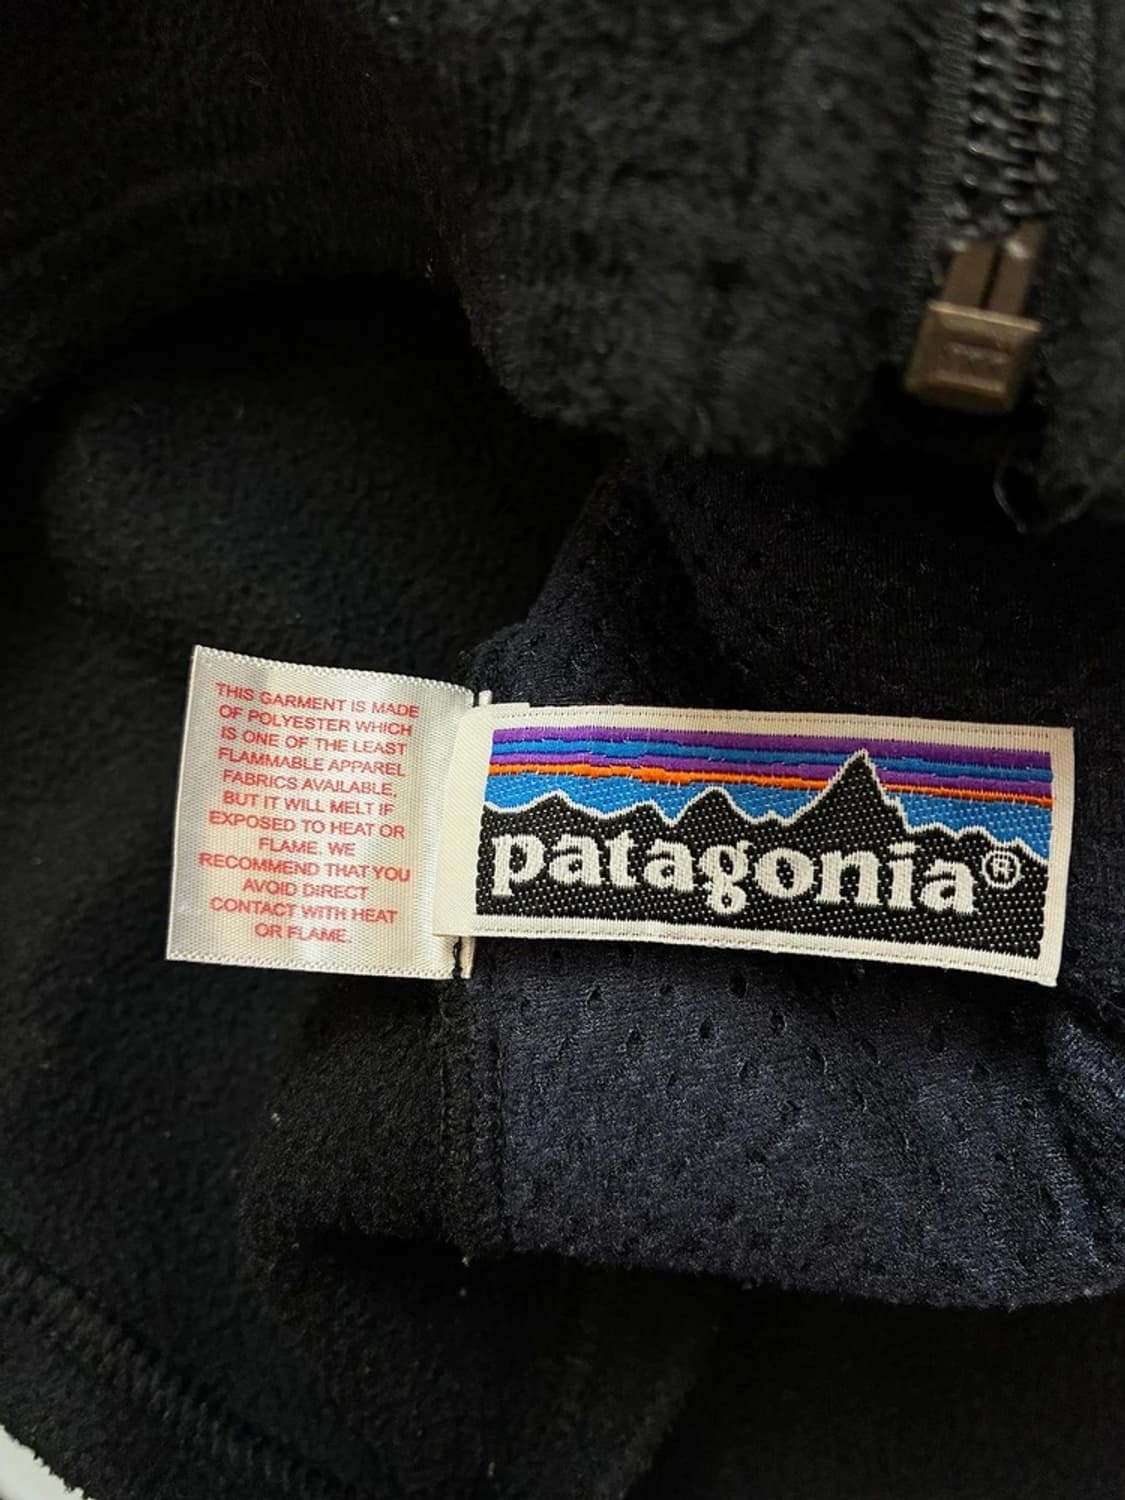 THIS GARMENT IS MADE
OF POLYESTER WHICH
IS ONE OF THE LEAST
FLAMMABLE APPAREL
FABRICS AVAILABLE,
BUT IT WILL MELT IF
EXPOSED TO HEAT OR
FLAME. WE
RECOMMEND THAT YOU
AVOID DIRECT
CONTACT WITH HEAT
OR FLAME.
patagonia®